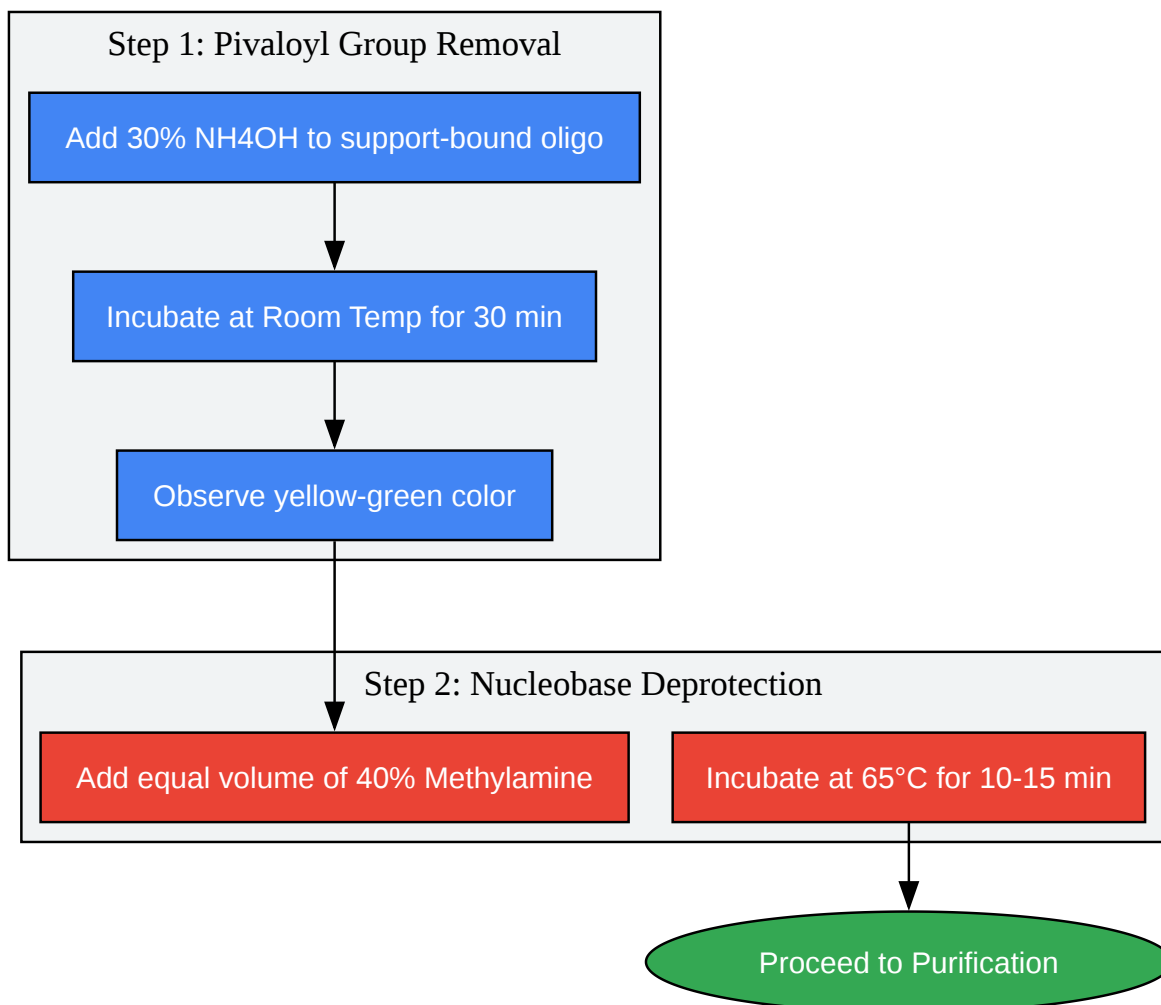 Step 1: Pivaloyl Group Removal
Add 30% NH4OH to support-bound oligo
Incubate at Room Temp for 30 min
Observe yellow-green color
Step 2: Nucleobase Deprotection
Add equal volume of 40% Methylamine
Incubate at 65°C for 10-15 min
Proceed to Purification